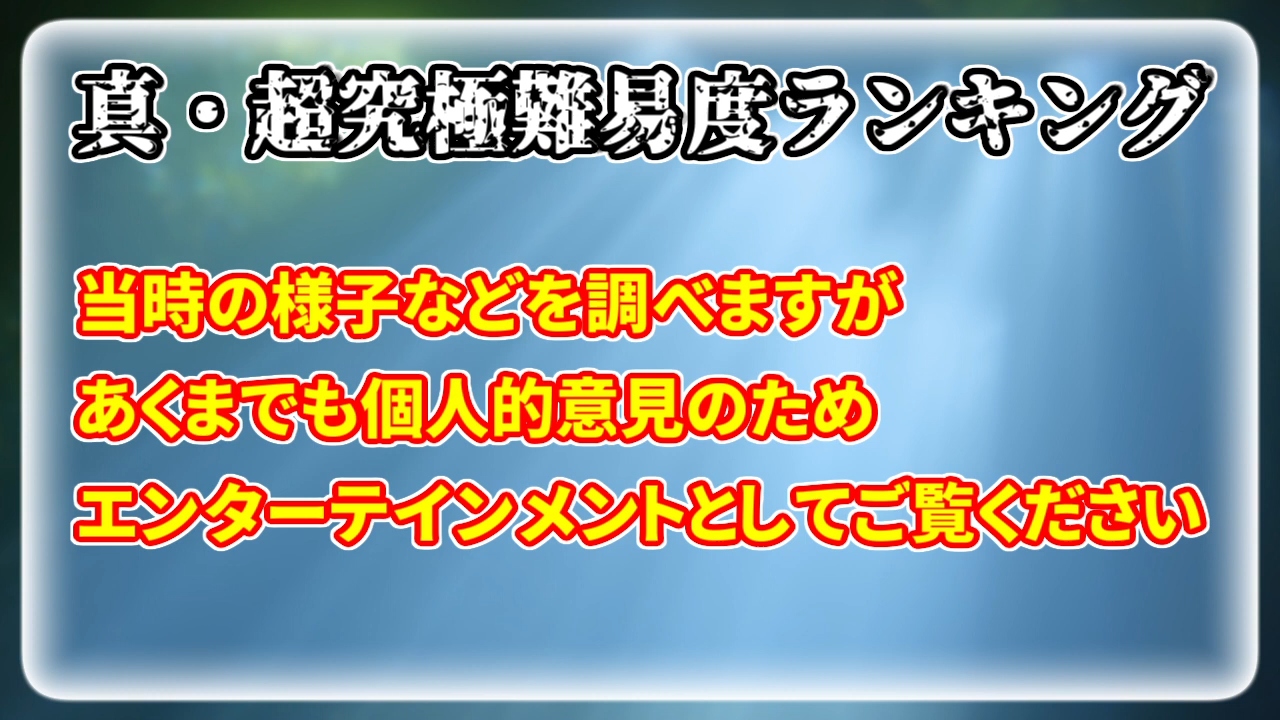 真・超究極難易度ランキング
当時の様子などを調べますが
あくまでも個人的意見のため
エンターテインメントとしてご覧ください